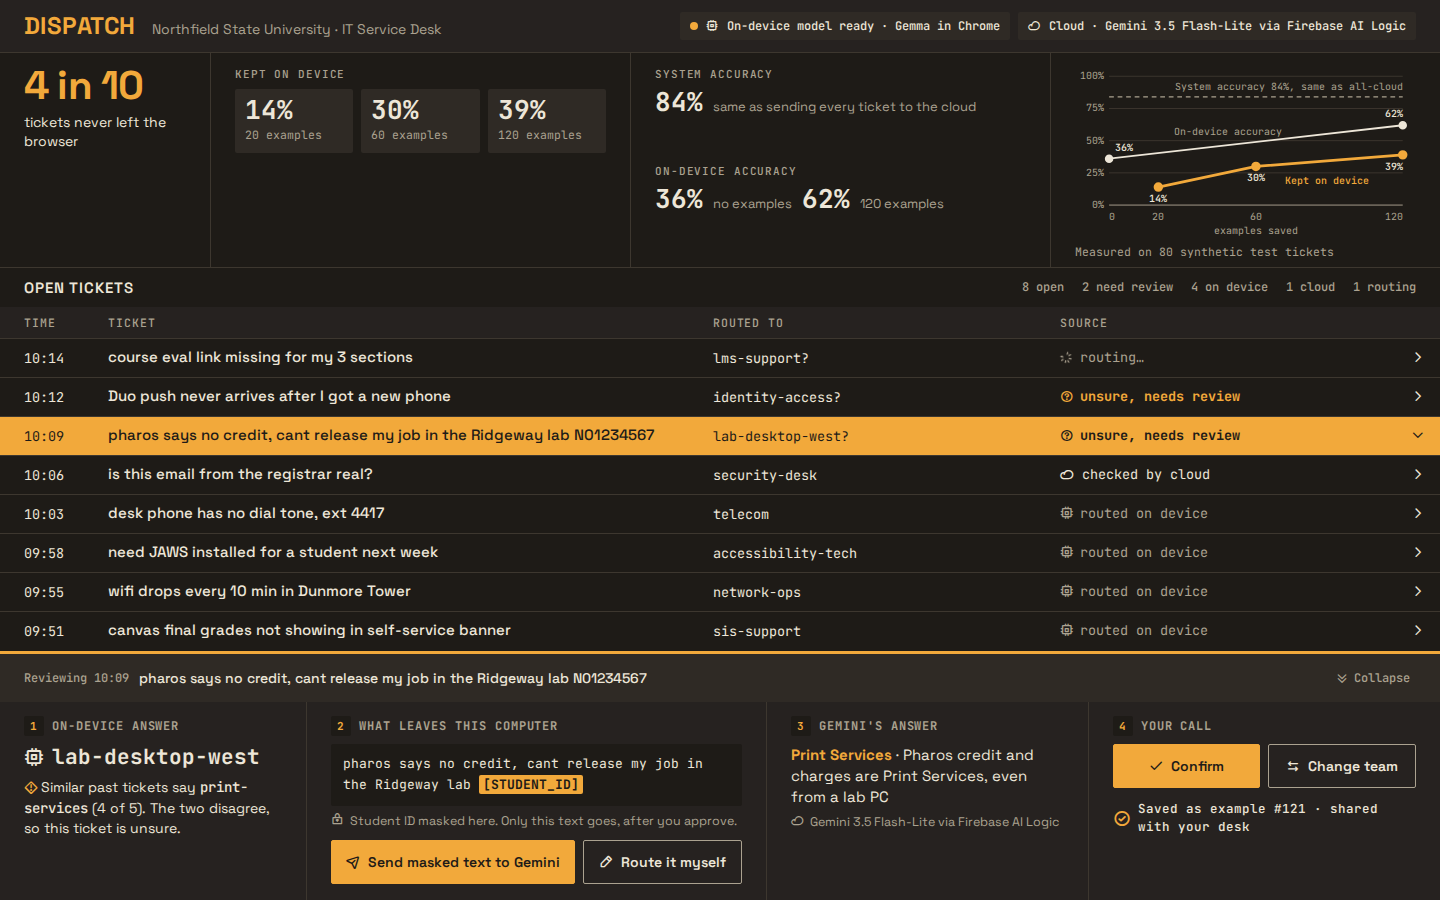 DISPATCH
Northfield State University · IT Service Desk
On-device model ready · Gemma in Chrome
Cloud · Gemini 3.5 Flash-Lite via Firebase AI Logic
4 in 10
tickets never left the
browser
KEPT ON DEVICE
14%
20 examples
30%
60 examples
39%
120 examples
SYSTEM ACCURACY
84% same as sending every ticket to the cloud
ON-DEVICE ACCURACY
36% no examples 62% 120 examples
100%
75%
50%
25%
0%
System accuracy 84%, same as all-cloud
62%
On-device accuracy
36%
39%
30%
Kept on device
14%
0 20 60 120
examples saved
Measured on 80 synthetic test tickets
OPEN TICKETS
8 open 2 need review 4 on device 1 cloud 1 routing
TIME TICKET ROUTED TO SOURCE
10:14 course eval link missing for my 3 sections lms-support? routing…
10:12 Duo push never arrives after I got a new phone identity-access? unsure, needs review
10:09 pharos says no credit, cant release my job in the Ridgeway lab N01234567 lab-desktop-west? unsure, needs review
10:06 is this email from the registrar real? security-desk checked by cloud
10:03 desk phone has no dial tone, ext 4417 telecom routed on device
09:58 need JAWS installed for a student next week accessibility-tech routed on device
09:55 wifi drops every 10 min in Dunmore Tower network-ops routed on device
09:51 canvas final grades not showing in self-service banner sis-support routed on device
Reviewing 10:09 pharos says no credit, cant release my job in the Ridgeway lab N01234567
Collapse
1 ON-DEVICE ANSWER
lab-desktop-west
Similar past tickets say print-
services (4 of 5). The two disagree,
so this ticket is unsure.
2 WHAT LEAVES THIS COMPUTER
pharos says no credit, cant release my job in
the Ridgeway lab [STUDENT_ID]
Student ID masked here. Only this text goes, after you approve.
Send masked text to Gemini
Route it myself
3 GEMINI'S ANSWER
Print Services · Pharos credit and
charges are Print Services, even
from a lab PC
Gemini 3.5 Flash-Lite via Firebase AI Logic
4 YOUR CALL
Confirm
Change team
Saved as example #121 · shared
with your desk